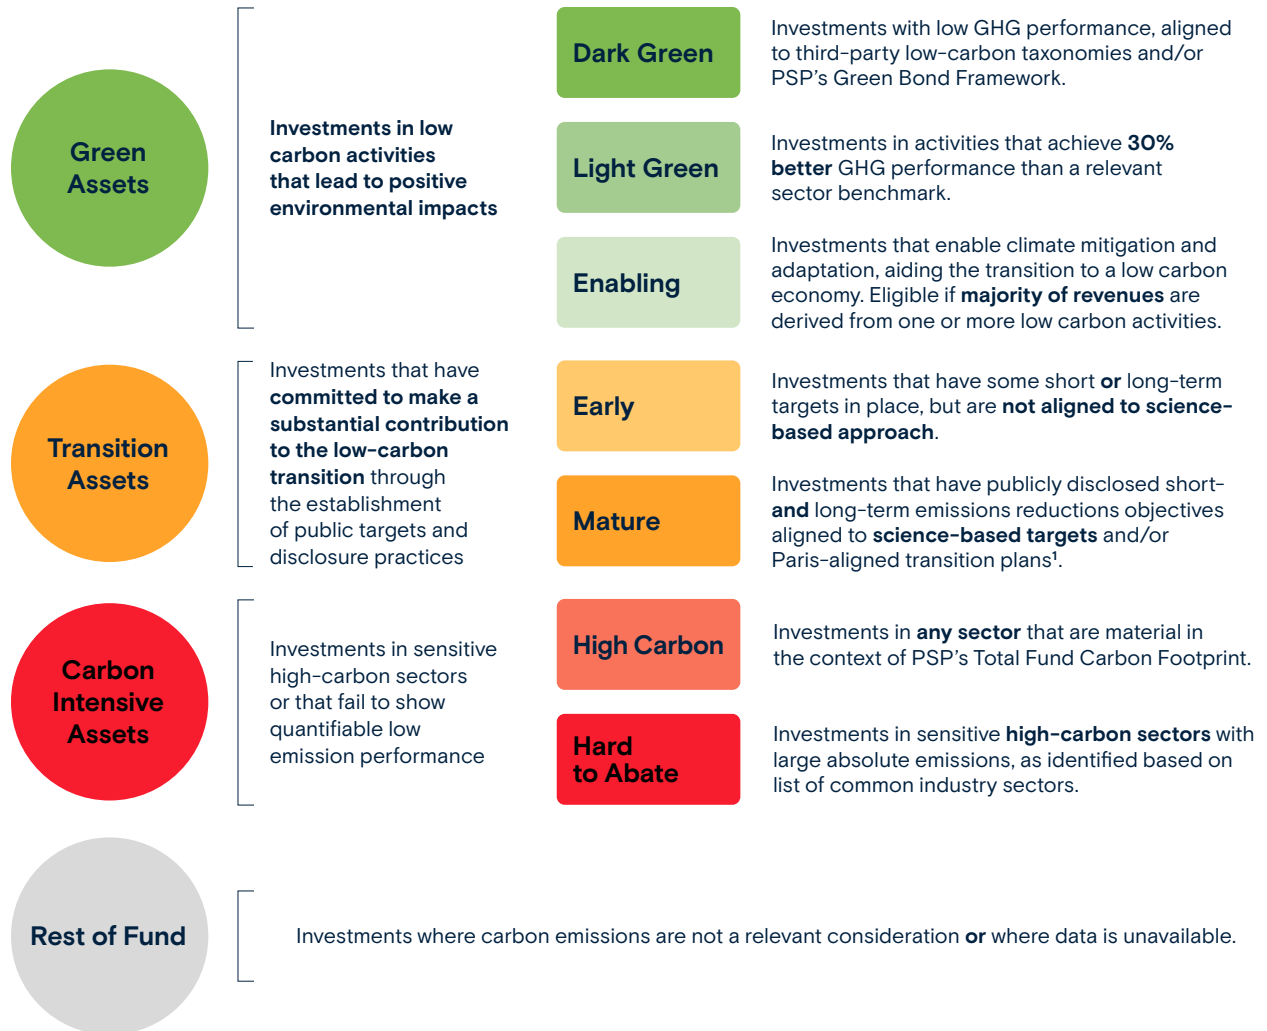 Green
Assets
Investments in low
carbon activities
that lead to positive
environmental impacts
Dark Green
Investments with low GHG performance, aligned
to third-party low-carbon taxonomies and/or
PSP's Green Bond Framework.
Light Green
Investments in activities that achieve 30%
better GHG performance than a relevant
sector benchmark.
Enabling
Investments that enable climate mitigation and
adaptation, aiding the transition to a low carbon
economy. Eligible if majority of revenues are
derived from one or more low carbon activities.
Transition
Assets
Investments that have
committed to make a
substantial contribution
to the low-carbon
transition through
the establishment
of public targets and
disclosure practices
Early
Investments that have some short or long-term
targets in place, but are not aligned to science-
based approach.
Mature
Investments that have publicly disclosed short-
and long-term emissions reductions objectives
aligned to science-based targets and/or
Paris-aligned transition plans¹.
Carbon
Intensive
Assets
Investments in sensitive
high-carbon sectors
or that fail to show
quantifiable low
emission performance
High Carbon
Investments in any sector that are material in
the context of PSP's Total Fund Carbon Footprint.
Hard
to Abate
Investments in sensitive high-carbon sectors with
large absolute emissions, as identified based on
list of common industry sectors.
Rest of Fund
Investments where carbon emissions are not a relevant consideration or where data is unavailable.